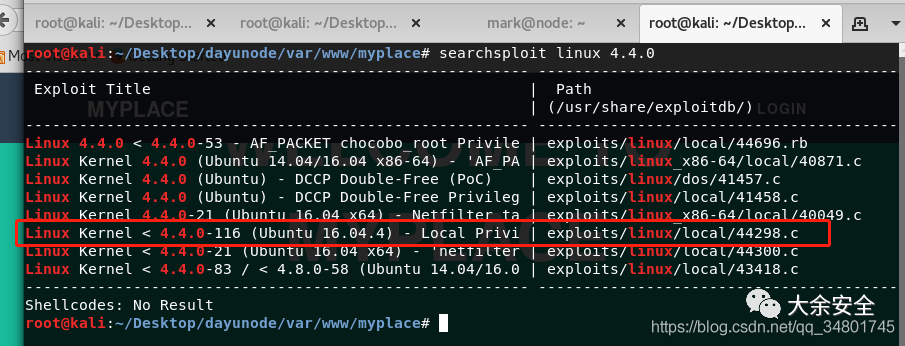 root@kali: ~/Desktop... × root@kali: ~/Desktop... × mark@node: ~ × root@kali: ~/Desktop... ×
root@kali:~/Desktop/dayunode/var/www/myplace# searchsploit linux 4.4.0
Exploit Title | Path
| (/usr/share/exploitdb/)
MYPLACE LOGIN
Linux 4.4.0 < 4.4.0-53 - AF_PACKET chocobo_root Privile | exploits/linux/local/44696.rb
Linux Kernel 4.4.0 (Ubuntu 14.04/16.04 x86-64) - 'AF_PA | exploits/linux_x86-64/local/40871.c
Linux Kernel 4.4.0 (Ubuntu) - DCCP Double-Free (PoC) | exploits/linux/dos/41457.c
Linux Kernel 4.4.0 (Ubuntu) - DCCP Double-Free Privileg | exploits/linux/local/41458.c
Linux Kernel 4.4.0-21 (Ubuntu 16.04 x64) - Netfilter ta | exploits/linux_x86-64/local/40049.c
MYPLACE
Linux Kernel < 4.4.0-116 (Ubuntu 16.04.4) - Local Privi | exploits/linux/local/44298.c
Linux Kernel < 4.4.0-21 (Ubuntu 16.04 x64) - 'netfilter | exploits/linux/local/44300.c
Linux Kernel < 4.4.0-83 / < 4.8.0-58 (Ubuntu 14.04/16.0 | exploits/linux/local/43418.c
Shellcodes: No Result
root@kali:~/Desktop/dayunode/var/www/myplace#
大余安全
https://blog.csdn.net/qq_34801745